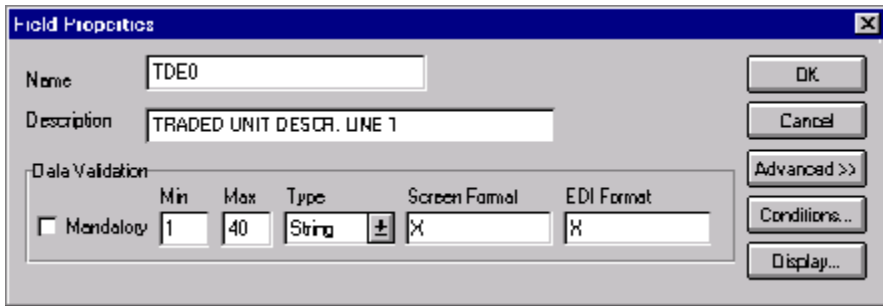 Field Properties
Name TDE0
Description TRADED UNIT DESCR. LINE 1
Data Validation
Min Max Type Screen Format EDI Format
Mandatory 1 40 String X X
OK
Cancel
Advanced >>
Conditions...
Display...